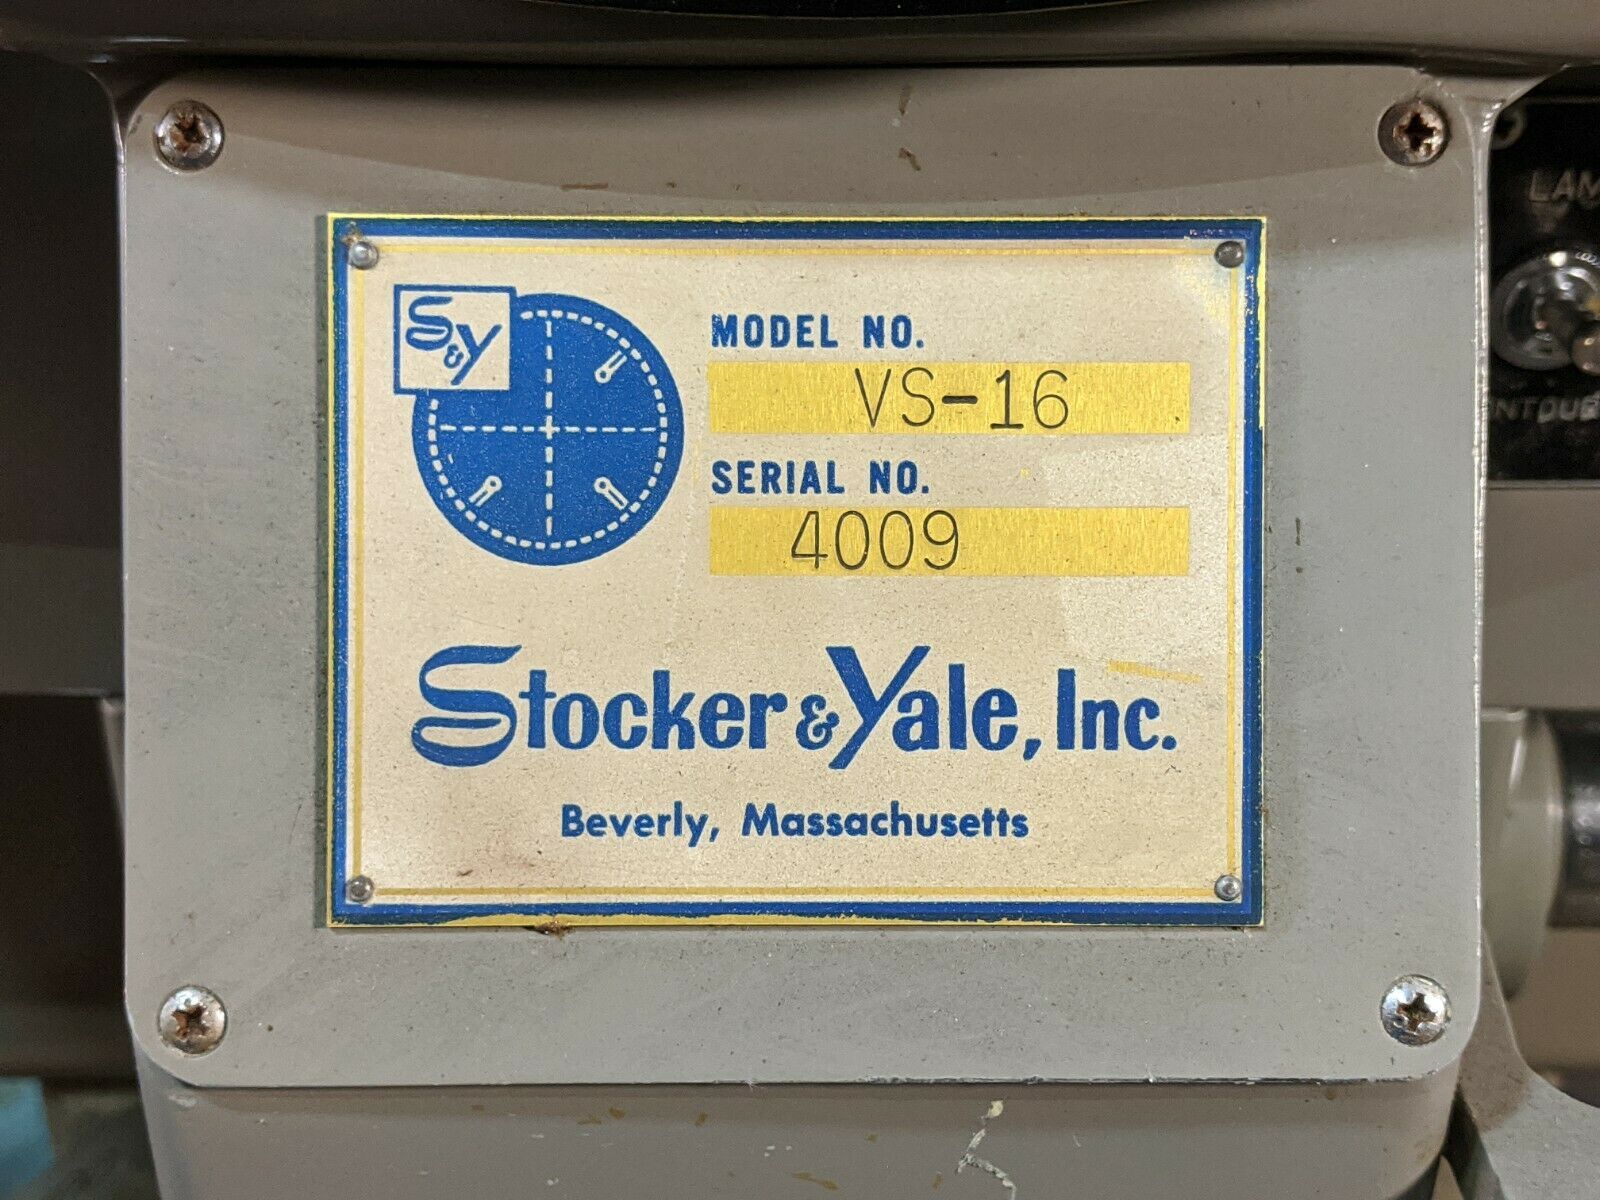 S&Y
MODEL NO.
VS-16
SERIAL NO.
4009
Stocker & Yale, Inc.
Beverly, Massachusetts